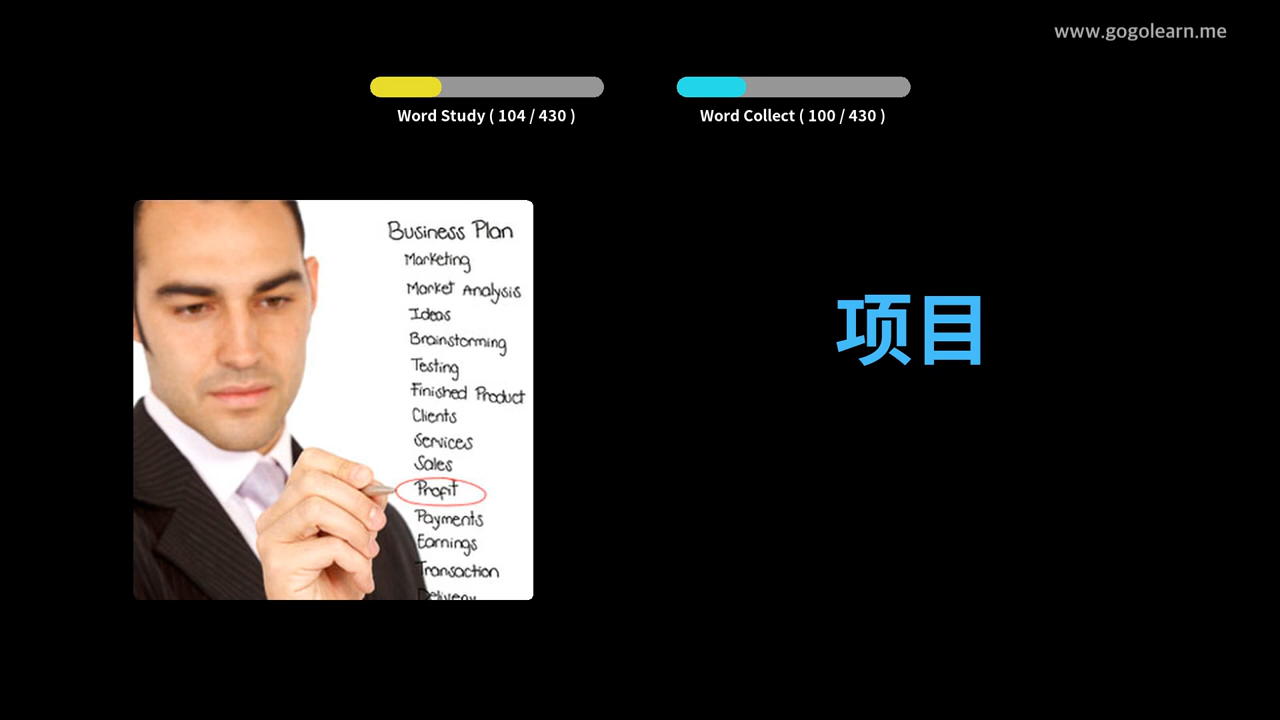 www.gogolearn.me
Word Study ( 104 / 430 )
Word Collect ( 100 / 430 )
Business Plan
Marketing
Market Analysis
Ideas
Brainstorming
Testing
Finished Product
Clients
Services
Sales
Profit
Payments
Earnings
Transaction
Delivery
项目